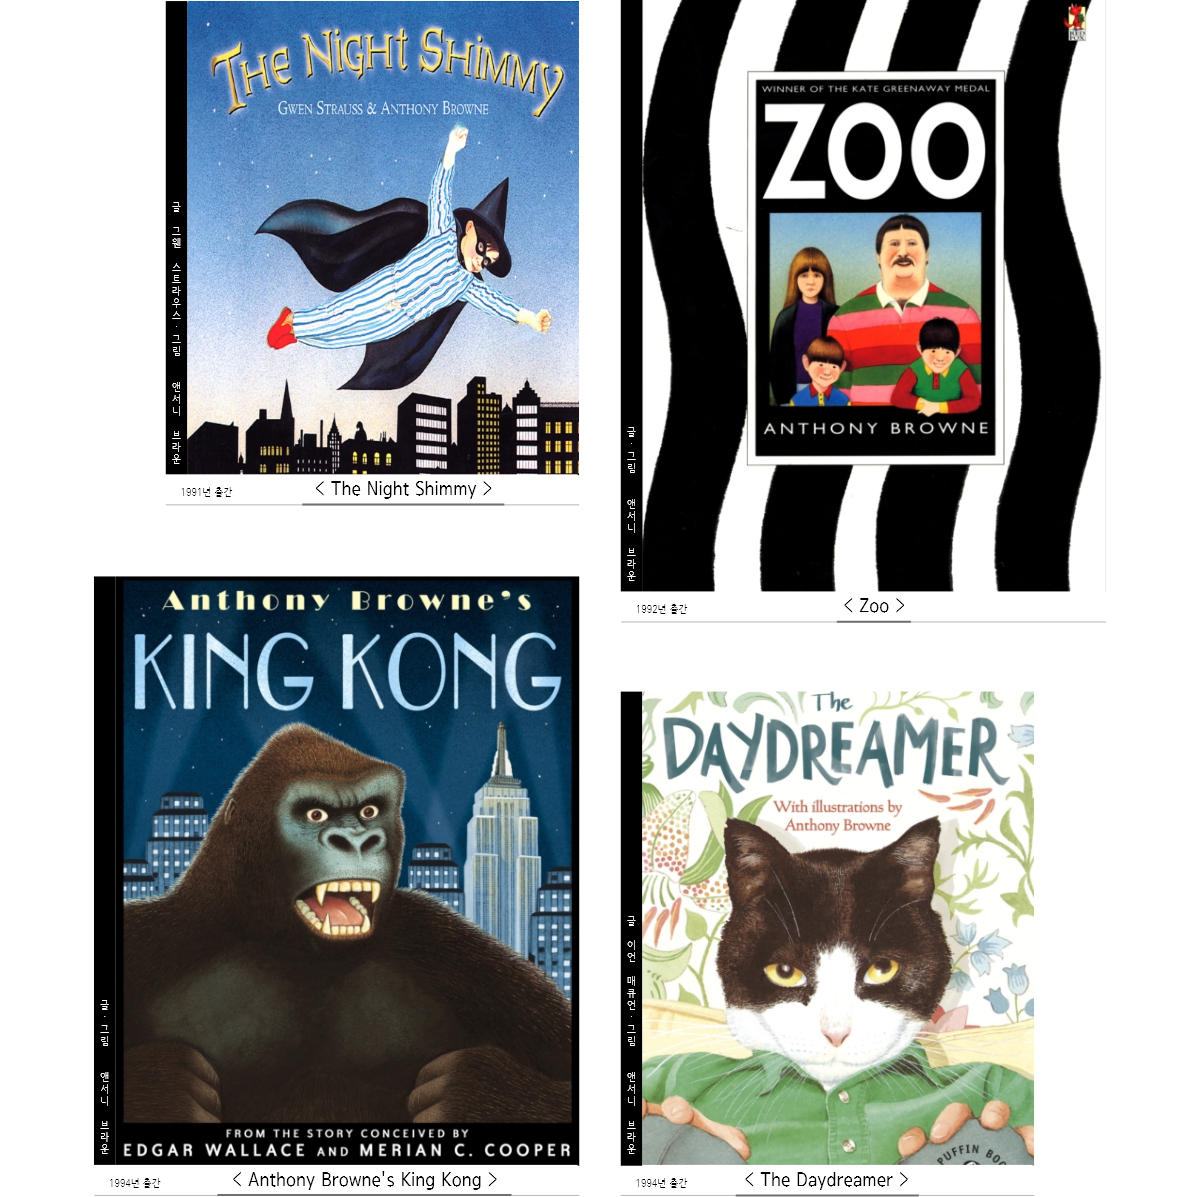 THE NIGHT SHIMMY
GWEN STRAUSS & ANTHONY BROWNE
글 그웬 스트라우스 · 그림 앤서니 브라운
1991년 출간
< The Night Shimmy >
RED FOX
WINNER OF THE KATE GREENAWAY MEDAL
ZOO
ANTHONY BROWNE
글 · 그림 앤서니 브라운
1992년 출간
< Zoo >
Anthony Browne's
KING KONG
글 · 그림 앤서니 브라운
FROM THE STORY CONCEIVED BY
EDGAR WALLACE AND MERIAN C. COOPER
1994년 출간
< Anthony Browne's King Kong >
The
DAYDREAMER
With illustrations by
Anthony Browne
글 이언 매큐언 · 그림 앤서니 브라운
PUFFIN BOO
1994년 출간
< The Daydreamer >